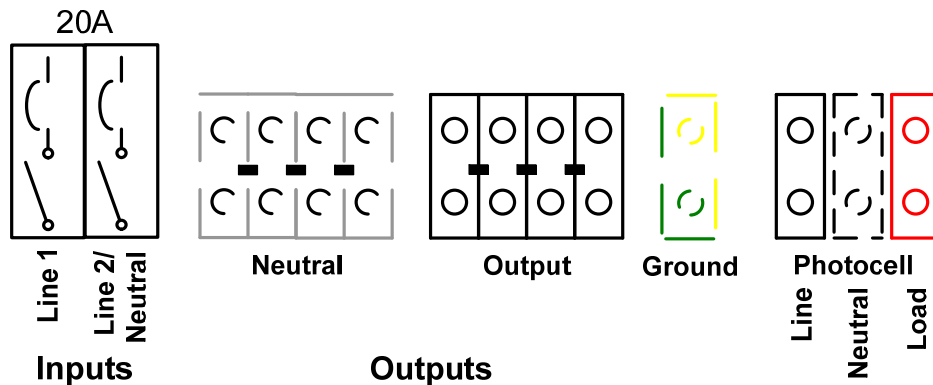 20A
Line 1
Line 2/
Neutral
Neutral
Output
Ground
Photocell
Line
Neutral
Load
Inputs
Outputs